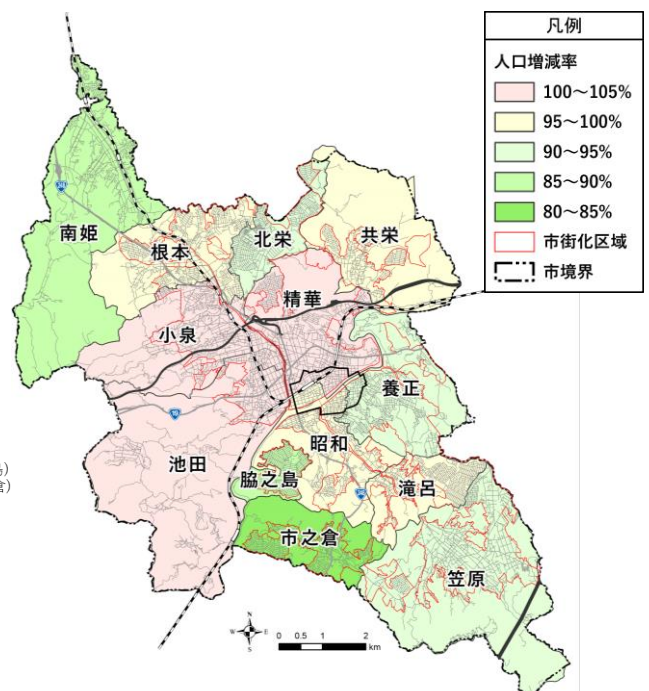 凡例
人口増減率
100～105%
95～100%
90～95%
85～90%
80～85%
市街化区域
市境界
南姫
根本
北栄
共栄
精華
小泉
養正
昭和
池田
脇之島
滝呂
市之倉
笠原
19
N
W E
S
0 0.5 1 2
km